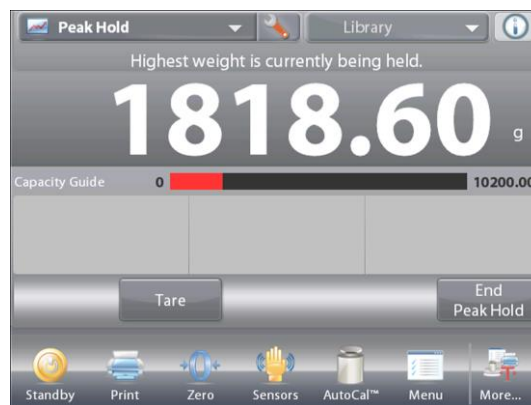 Peak Hold
Library
Highest weight is currently being held.
1818.60 g
Capacity Guide 0 10200.00
Tare
End
Peak Hold
Standby Print Zero Sensors AutoCal™ Menu More...